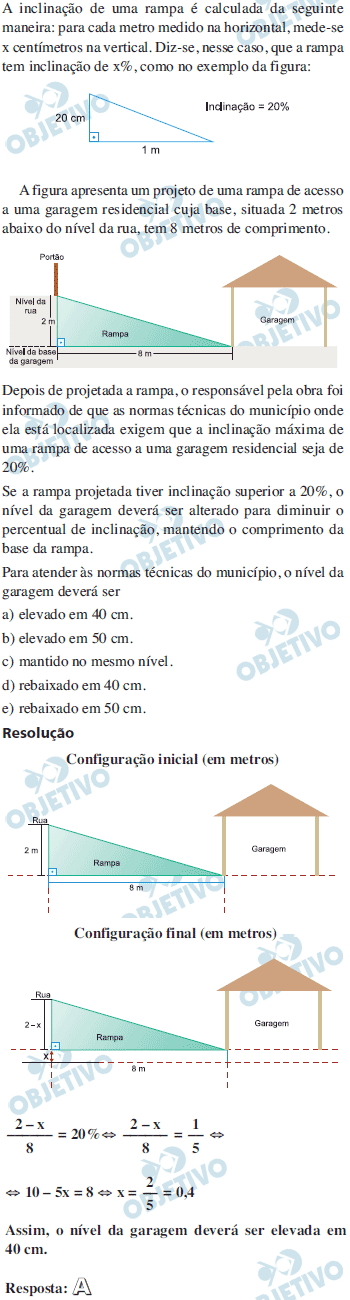 A inclinação de uma rampa é calculada da seguinte
maneira: para cada metro medido na horizontal, mede-se
x centímetros na vertical. Diz-se, nesse caso, que a rampa
tem inclinação de x%, como no exemplo da figura:
OBJETIVO
20 cm
Inclinação = 20%
1 m
A figura apresenta um projeto de uma rampa de acesso
a uma garagem residencial cuja base, situada 2 metros
abaixo do nível da rua, tem 8 metros de comprimento.
Portão
Nível da
rua
2 m
Rampa
Garagem
Nível da base
da garagem
8 m
Depois de projetada a rampa, o responsável pela obra foi
informado de que as normas técnicas do município onde
ela está localizada exigem que a inclinação máxima de
uma rampa de acesso a uma garagem residencial seja de
20%.
Se a rampa projetada tiver inclinação superior a 20%, o
nível da garagem deverá ser alterado para diminuir o
percentual de inclinação, mantendo o comprimento da
base da rampa.
Para atender às normas técnicas do município, o nível da
garagem deverá ser
a) elevado em 40 cm.
b) elevado em 50 cm.
c) mantido no mesmo nível.
d) rebaixado em 40 cm.
e) rebaixado em 50 cm.
Resolução
Configuração inicial (em metros)
Rua
2 m
Rampa
Garagem
8 m
Configuração final (em metros)
Rua
2 – x
Rampa
Garagem
x
8 m
2 – x / 8 = 20% ⇔ 2 – x / 8 = 1 / 5 ⇔
⇔ 10 – 5x = 8 ⇔ x = 2 / 5 = 0,4
Assim, o nível da garagem deverá ser elevada em
40 cm.
Resposta: A